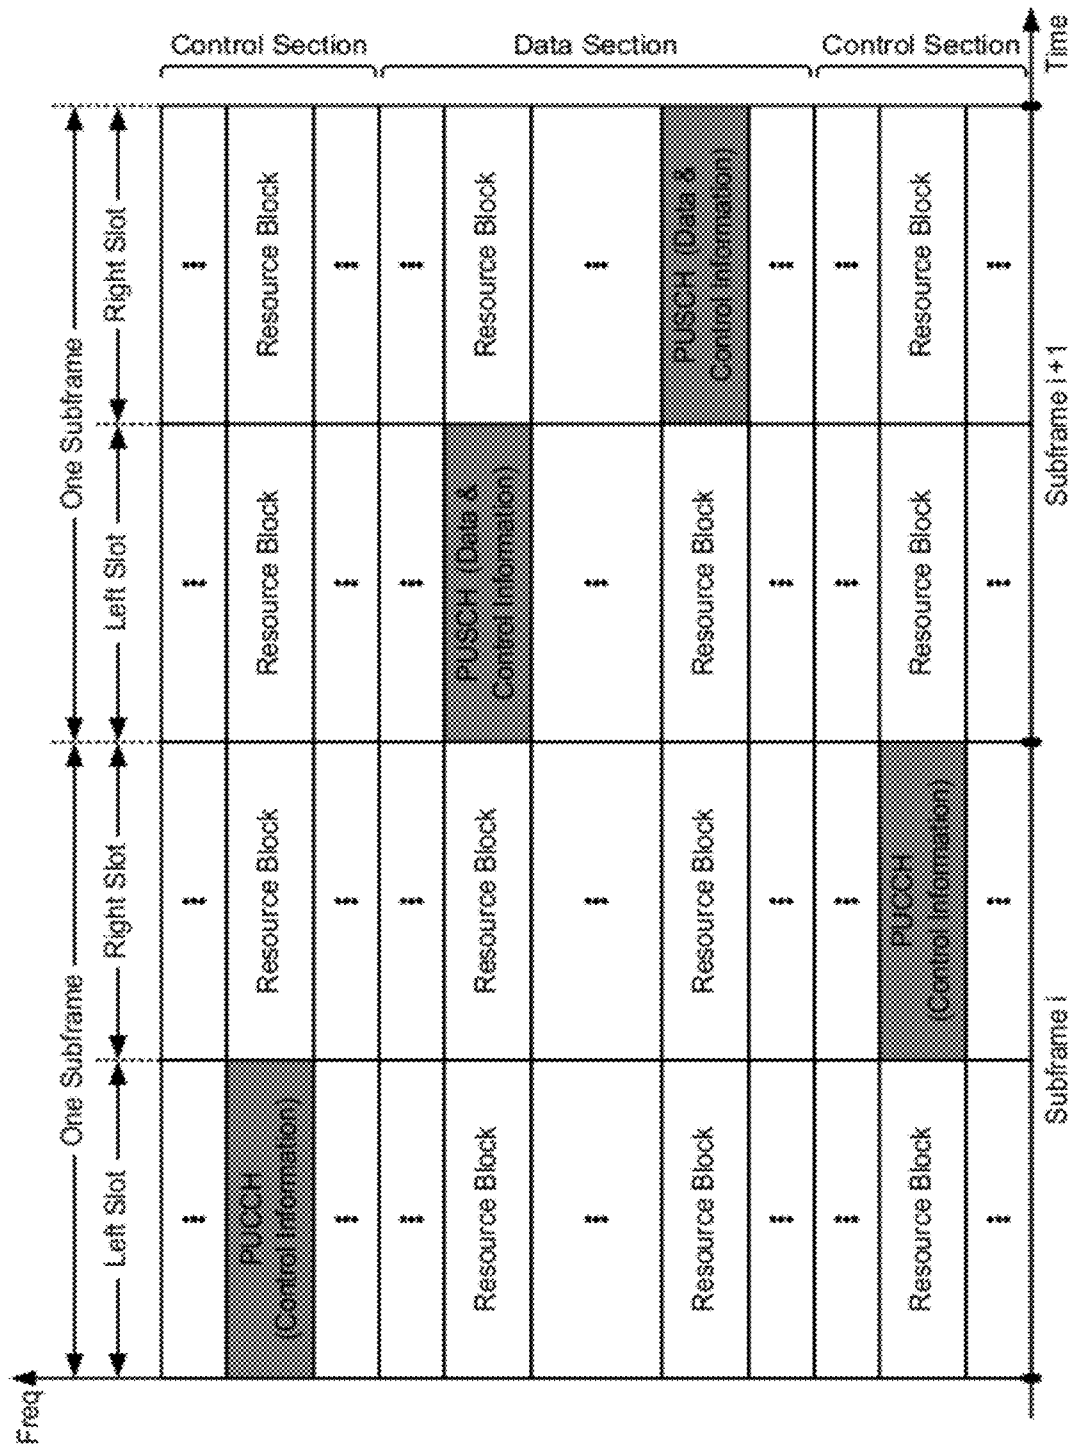 Freq
One Subframe
One Subframe
Left Slot
Right Slot
Left Slot
Right Slot
Control Section
...
...
...
...
PUCCH
(Control Information)
Resource Block
Resource Block
Resource Block
...
...
...
...
Data Section
...
...
...
...
Resource Block
Resource Block
PUSCH (Data &
Control Information)
Resource Block
...
...
...
...
Resource Block
Resource Block
Resource Block
PUSCH (Data &
Control Information)
...
...
...
...
Control Section
...
...
...
...
Resource Block
PUCCH
(Control Information)
Resource Block
Resource Block
...
...
...
...
Time
Subframe i
Subframe i+1